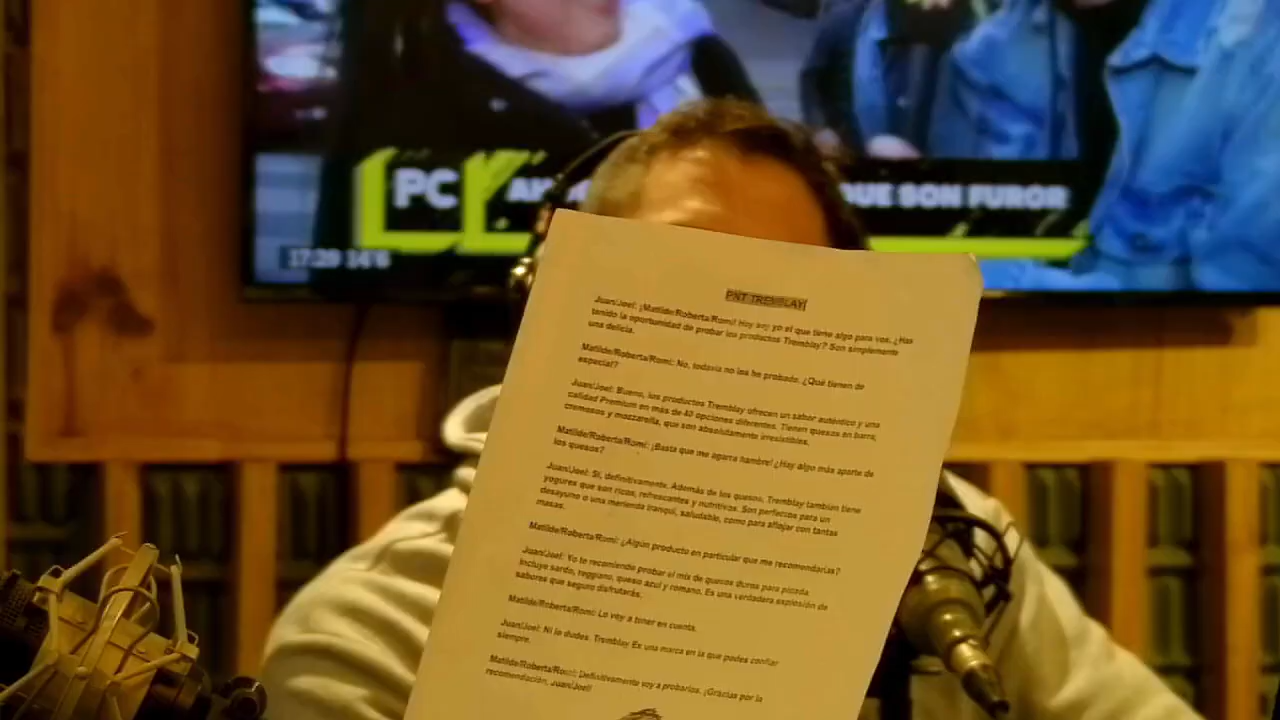 PC
QUE SON FUROR
17:29 14°6
PNT TREMBLAY
Juan/Joel: ¡Matilde/Roberta/Romi! Hoy soy yo el que tiene algo para vos. ¿Has
tenido la oportunidad de probar los productos Tremblay? Son simplemente
una delicia.
Matilde/Roberta/Romi: No, todavía no los he probado. ¿Qué tienen de
especial?
Juan/Joel: Bueno, los productos Tremblay ofrecen un sabor auténtico y una
calidad Premium en más de 40 opciones diferentes. Tienen quesos en barra,
cremosos y mozzarella, que son absolutamente irresistibles.
Matilde/Roberta/Romi: ¡Basta que me agarra hambre! ¿Hay algo más aparte de
los quesos?
Juan/Joel: Sí, definitivamente. Además de los quesos, Tremblay también tiene
yogures que son ricos, refrescantes y nutritivos. Son perfectos para un
desayuno o una merienda tranqui, saludable, como para aflojar con tantas
masas.
Matilde/Roberta/Romi: ¿Algún producto en particular que me recomendarías?
Juan/Joel: Yo te recomiendo probar el mix de quesos duros para picada.
Incluye sardo, reggiano, queso azul y romano. Es una verdadera explosión de
sabores que seguro disfrutarás.
Matilde/Roberta/Romi: Lo voy a tener en cuenta.
Juan/Joel: Ni lo dudes. Tremblay Es una marca en la que podes confiar
siempre.
Matilde/Roberta/Romi: Definitivamente voy a probarlos. ¡Gracias por la
recomendación, Juan/Joel!